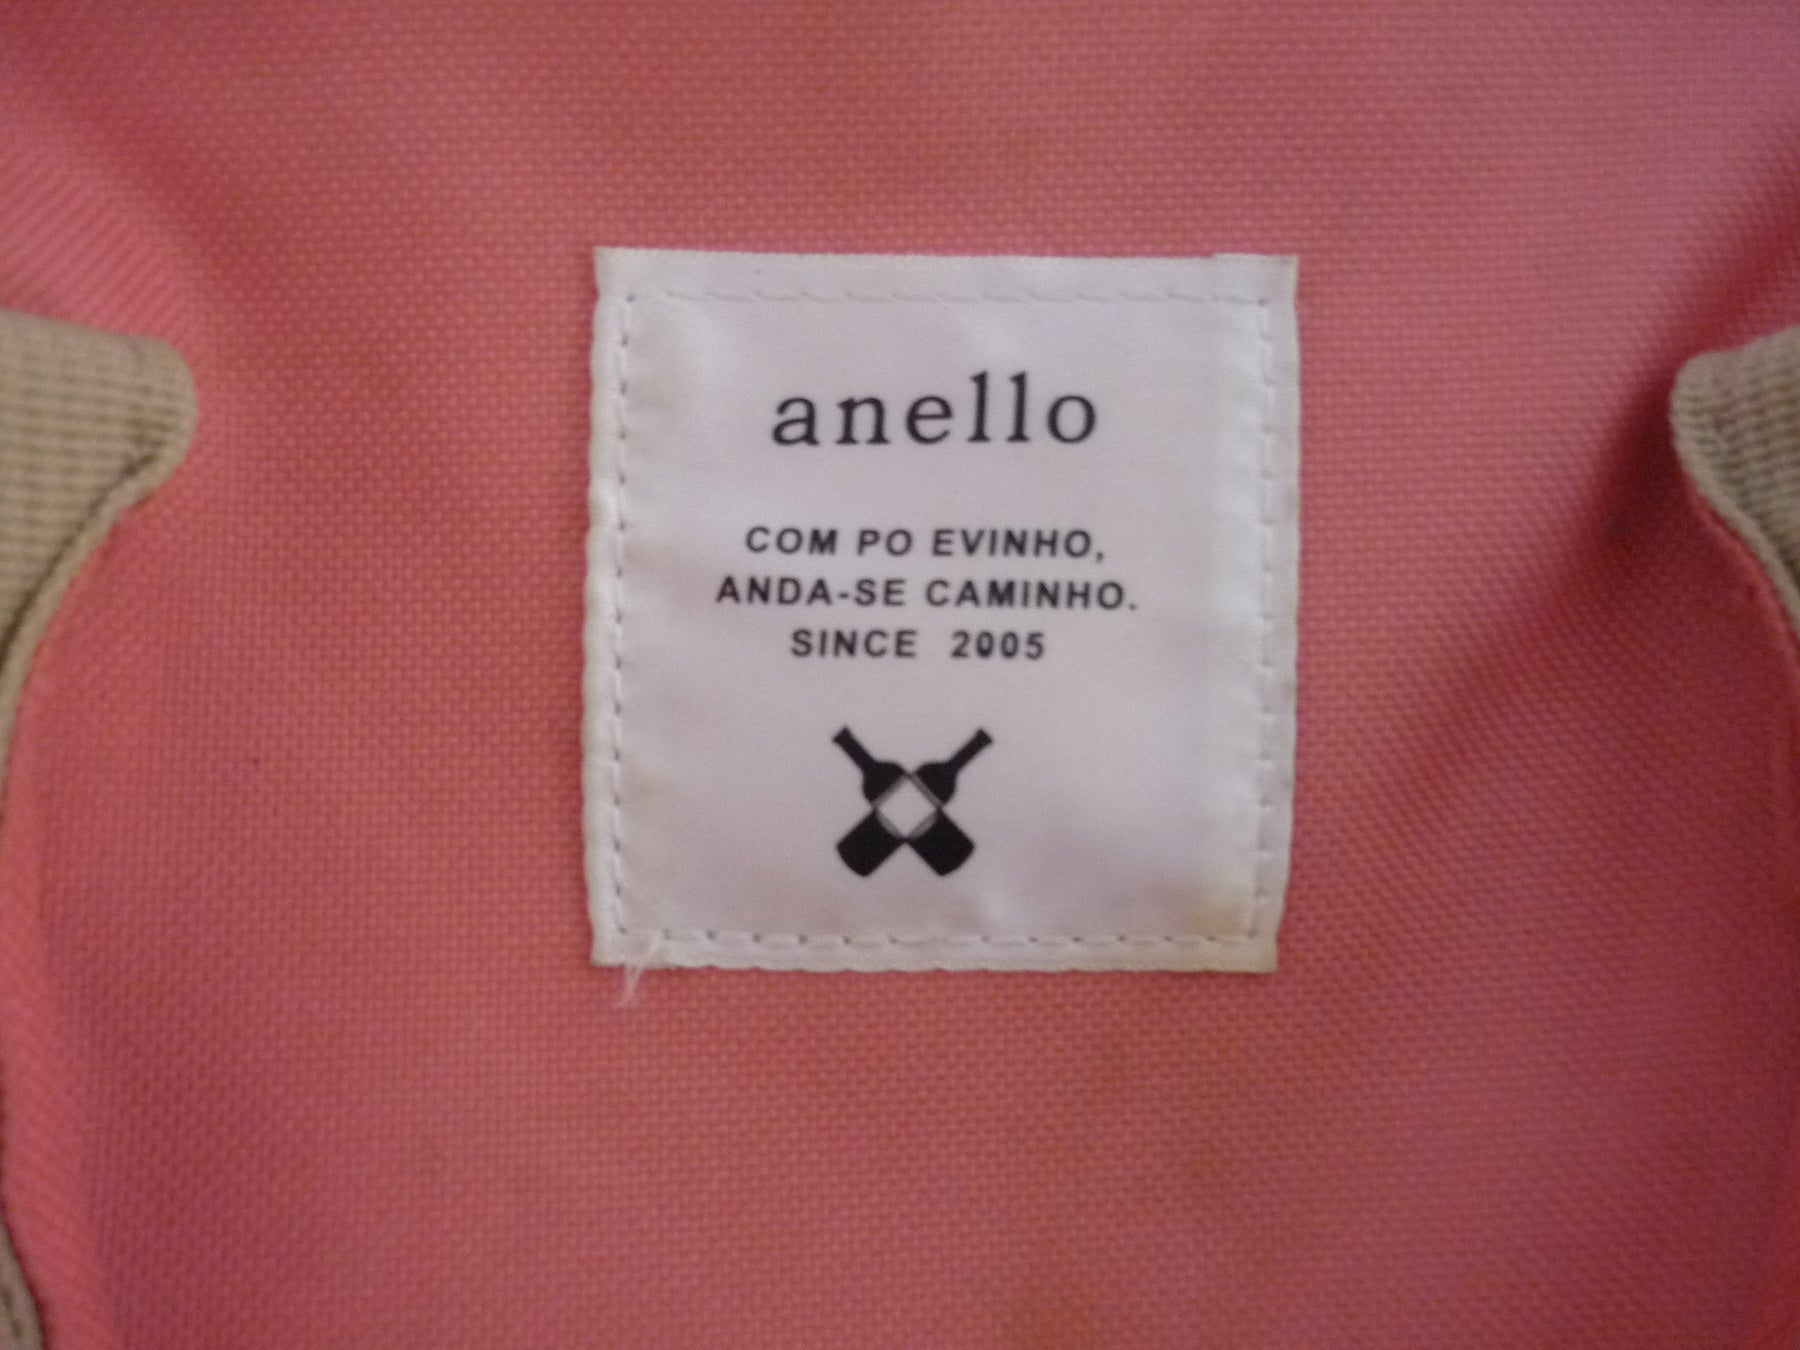 anello
COM PO EVINHO,
ANDA-SE CAMINHO.
SINCE 2005